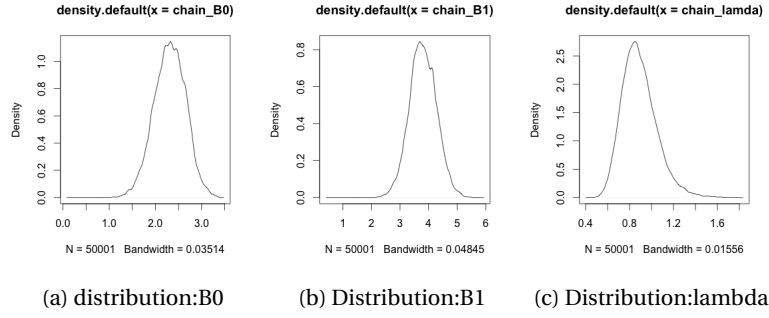 density.default(x = chain_B0)
Density
0.0 0.2 0.4 0.6 0.8 1.0
0.0 1.0 2.0 3.0
N = 50001 Bandwidth = 0.03514
(a) distribution:B0
density.default(x = chain_B1)
Density
0.0 0.2 0.4 0.6 0.8
1 2 3 4 5 6
N = 50001 Bandwidth = 0.04845
(b) Distribution:B1
density.default(x = chain_lamda)
Density
0.0 0.5 1.0 1.5 2.0 2.5
0.4 0.8 1.2 1.6
N = 50001 Bandwidth = 0.01556
(c) Distribution:lambda